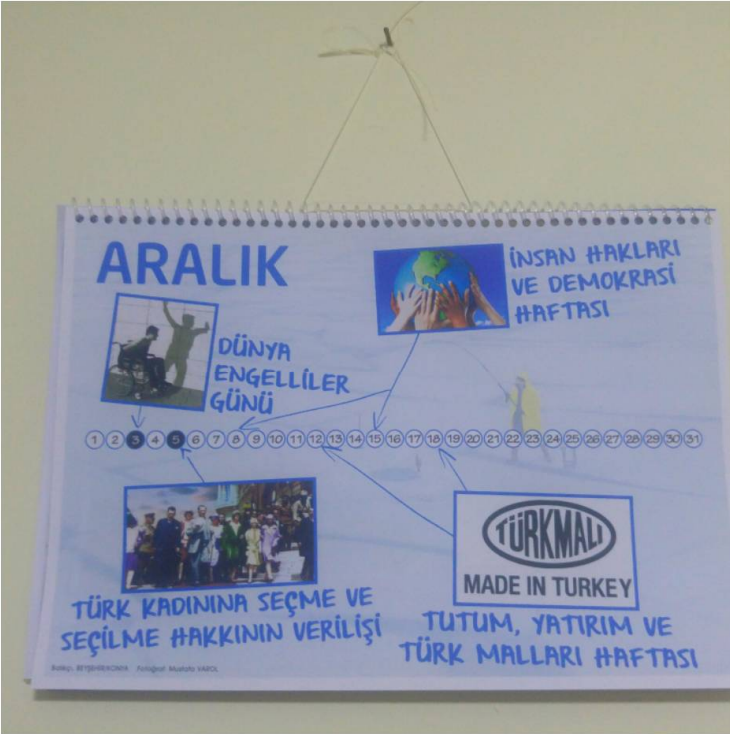 ARALIK
İNSAN HAKLARI
VE DEMOKRASİ
HAFTASI
DÜNYA
ENGELLİLER
GÜNÜ
1 2 3 4 5 6 7 8 9 10 11 12 13 14 15 16 17 18 19 20 21 22 23 24 25 26 27 28 29 30 31
TÜRK KADININA SEÇME VE
SEÇİLME HAKKININ VERİLİŞİ
TÜRKMALI
MADE IN TURKEY
TUTUM, YATIRIM VE
TÜRK MALLARI HAFTASI
Fotoğraf: Mustafa VAROL